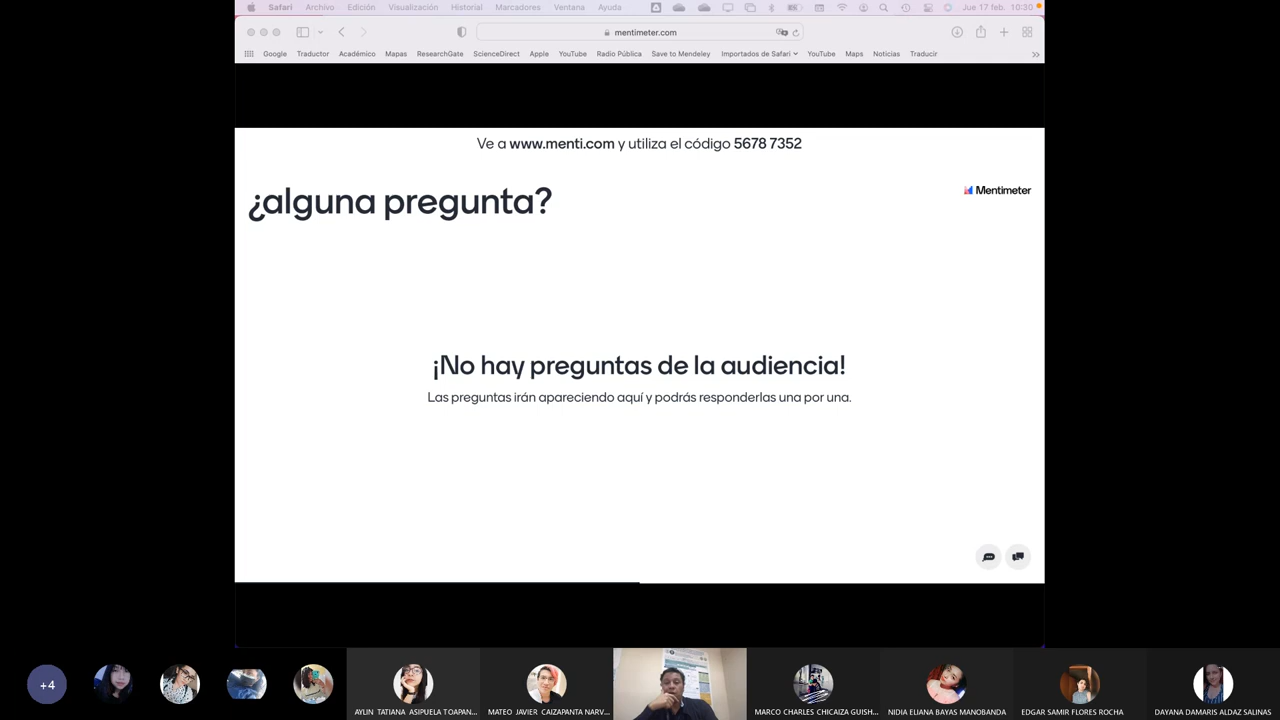 Safari Archivo Edición Visualización Historial Marcadores Ventana Ayuda Jue 17 feb. 10:30
mentimeter.com
Google Traductor Académico Mapas ResearchGate ScienceDirect Apple YouTube Radio Pública Save to Mendeley Importados de Safari YouTube Maps Noticias Traducir
Ve a www.menti.com y utiliza el código 5678 7352
¿alguna pregunta?
Mentimeter
¡No hay preguntas de la audiencia!
Las preguntas irán apareciendo aquí y podrás responderlas una por una.
+4
AYLIN TATIANA ASIPUELA TOAPAN...
MATEO JAVIER CAIZAPANTA NARV...
MARCO CHARLES CHICAIZA GUISH...
NIDIA ELIANA BAYAS MANOBANDA
EDGAR SAMIR FLORES ROCHA
DAYANA DAMARIS ALDAZ SALINAS